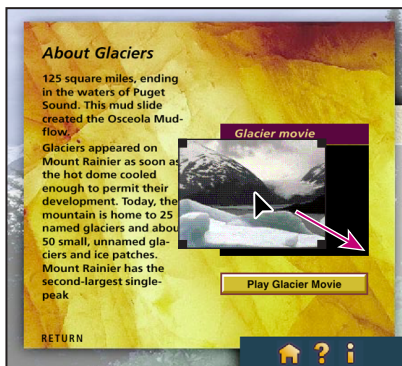 About Glaciers
125 square miles, ending
in the waters of Puget
Sound. This mud slide
created the Osceola Mud-
flow.
Glaciers appeared on
Mount Rainier as soon as
the hot dome cooled
enough to permit their
development. Today, the
mountain is home to 25
named glaciers and abou
50 small, unnamed gla-
ciers and ice patches.
Mount Rainier has the
second-largest single-
peak
Glacier movie
Play Glacier Movie
RETURN
? i